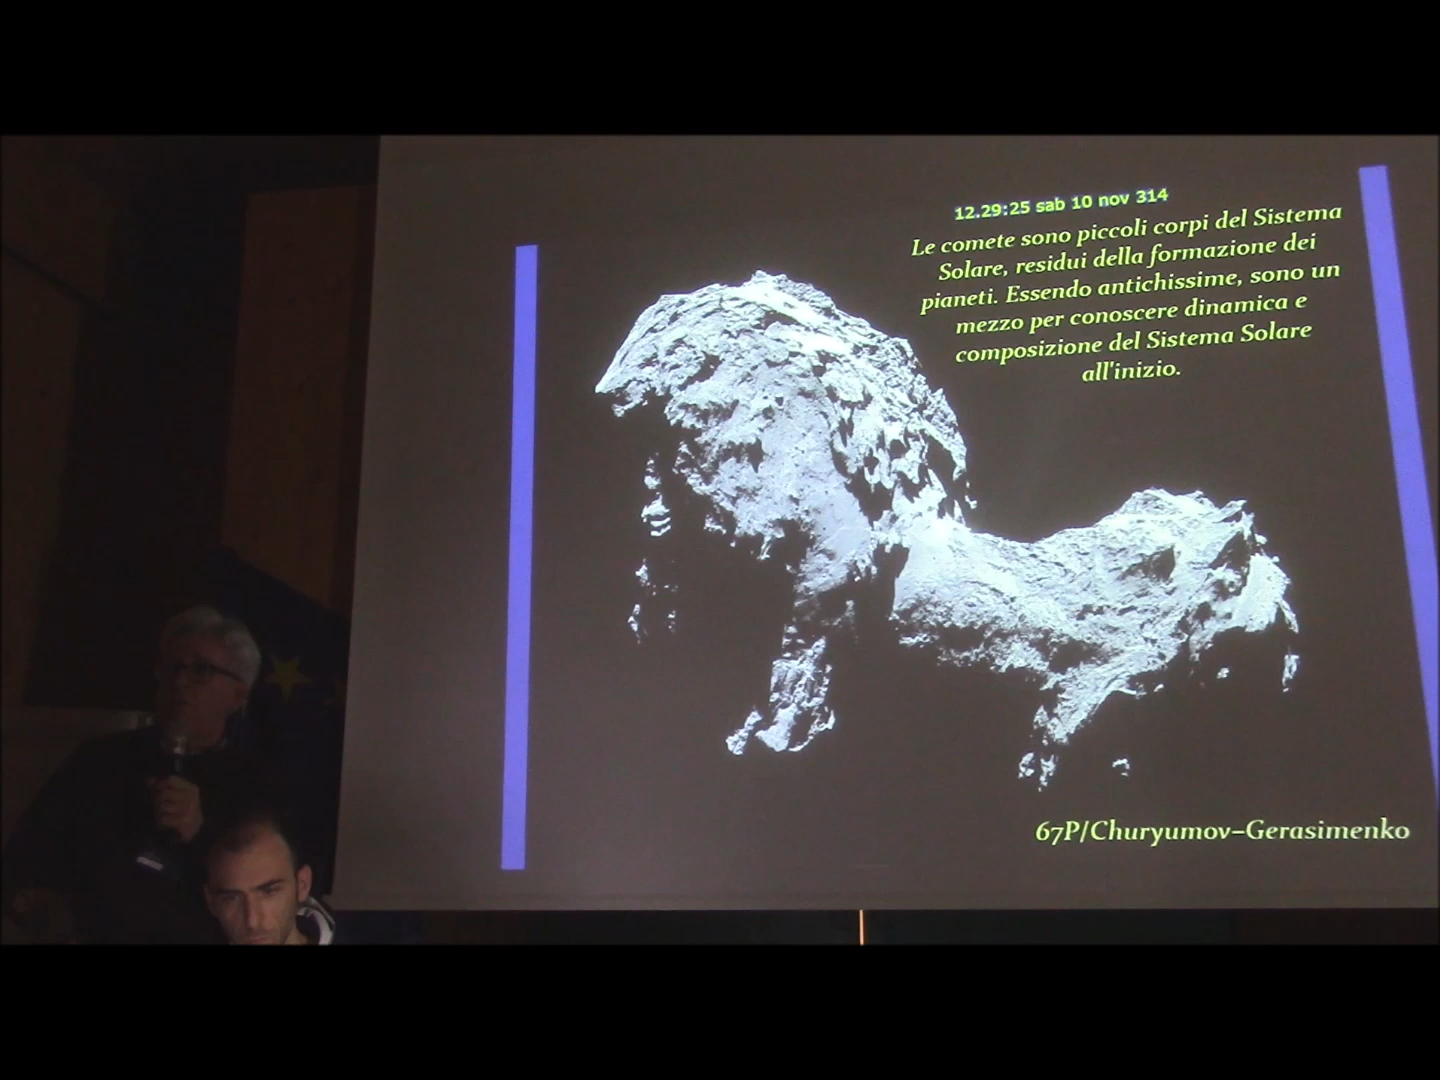 12.29:25 sab 10 nov 314
Le comete sono piccoli corpi del Sistema
Solare, residui della formazione dei
pianeti. Essendo antichissime, sono un
mezzo per conoscere dinamica e
composizione del Sistema Solare
all'inizio.
67P/Churyumov–Gerasimenko